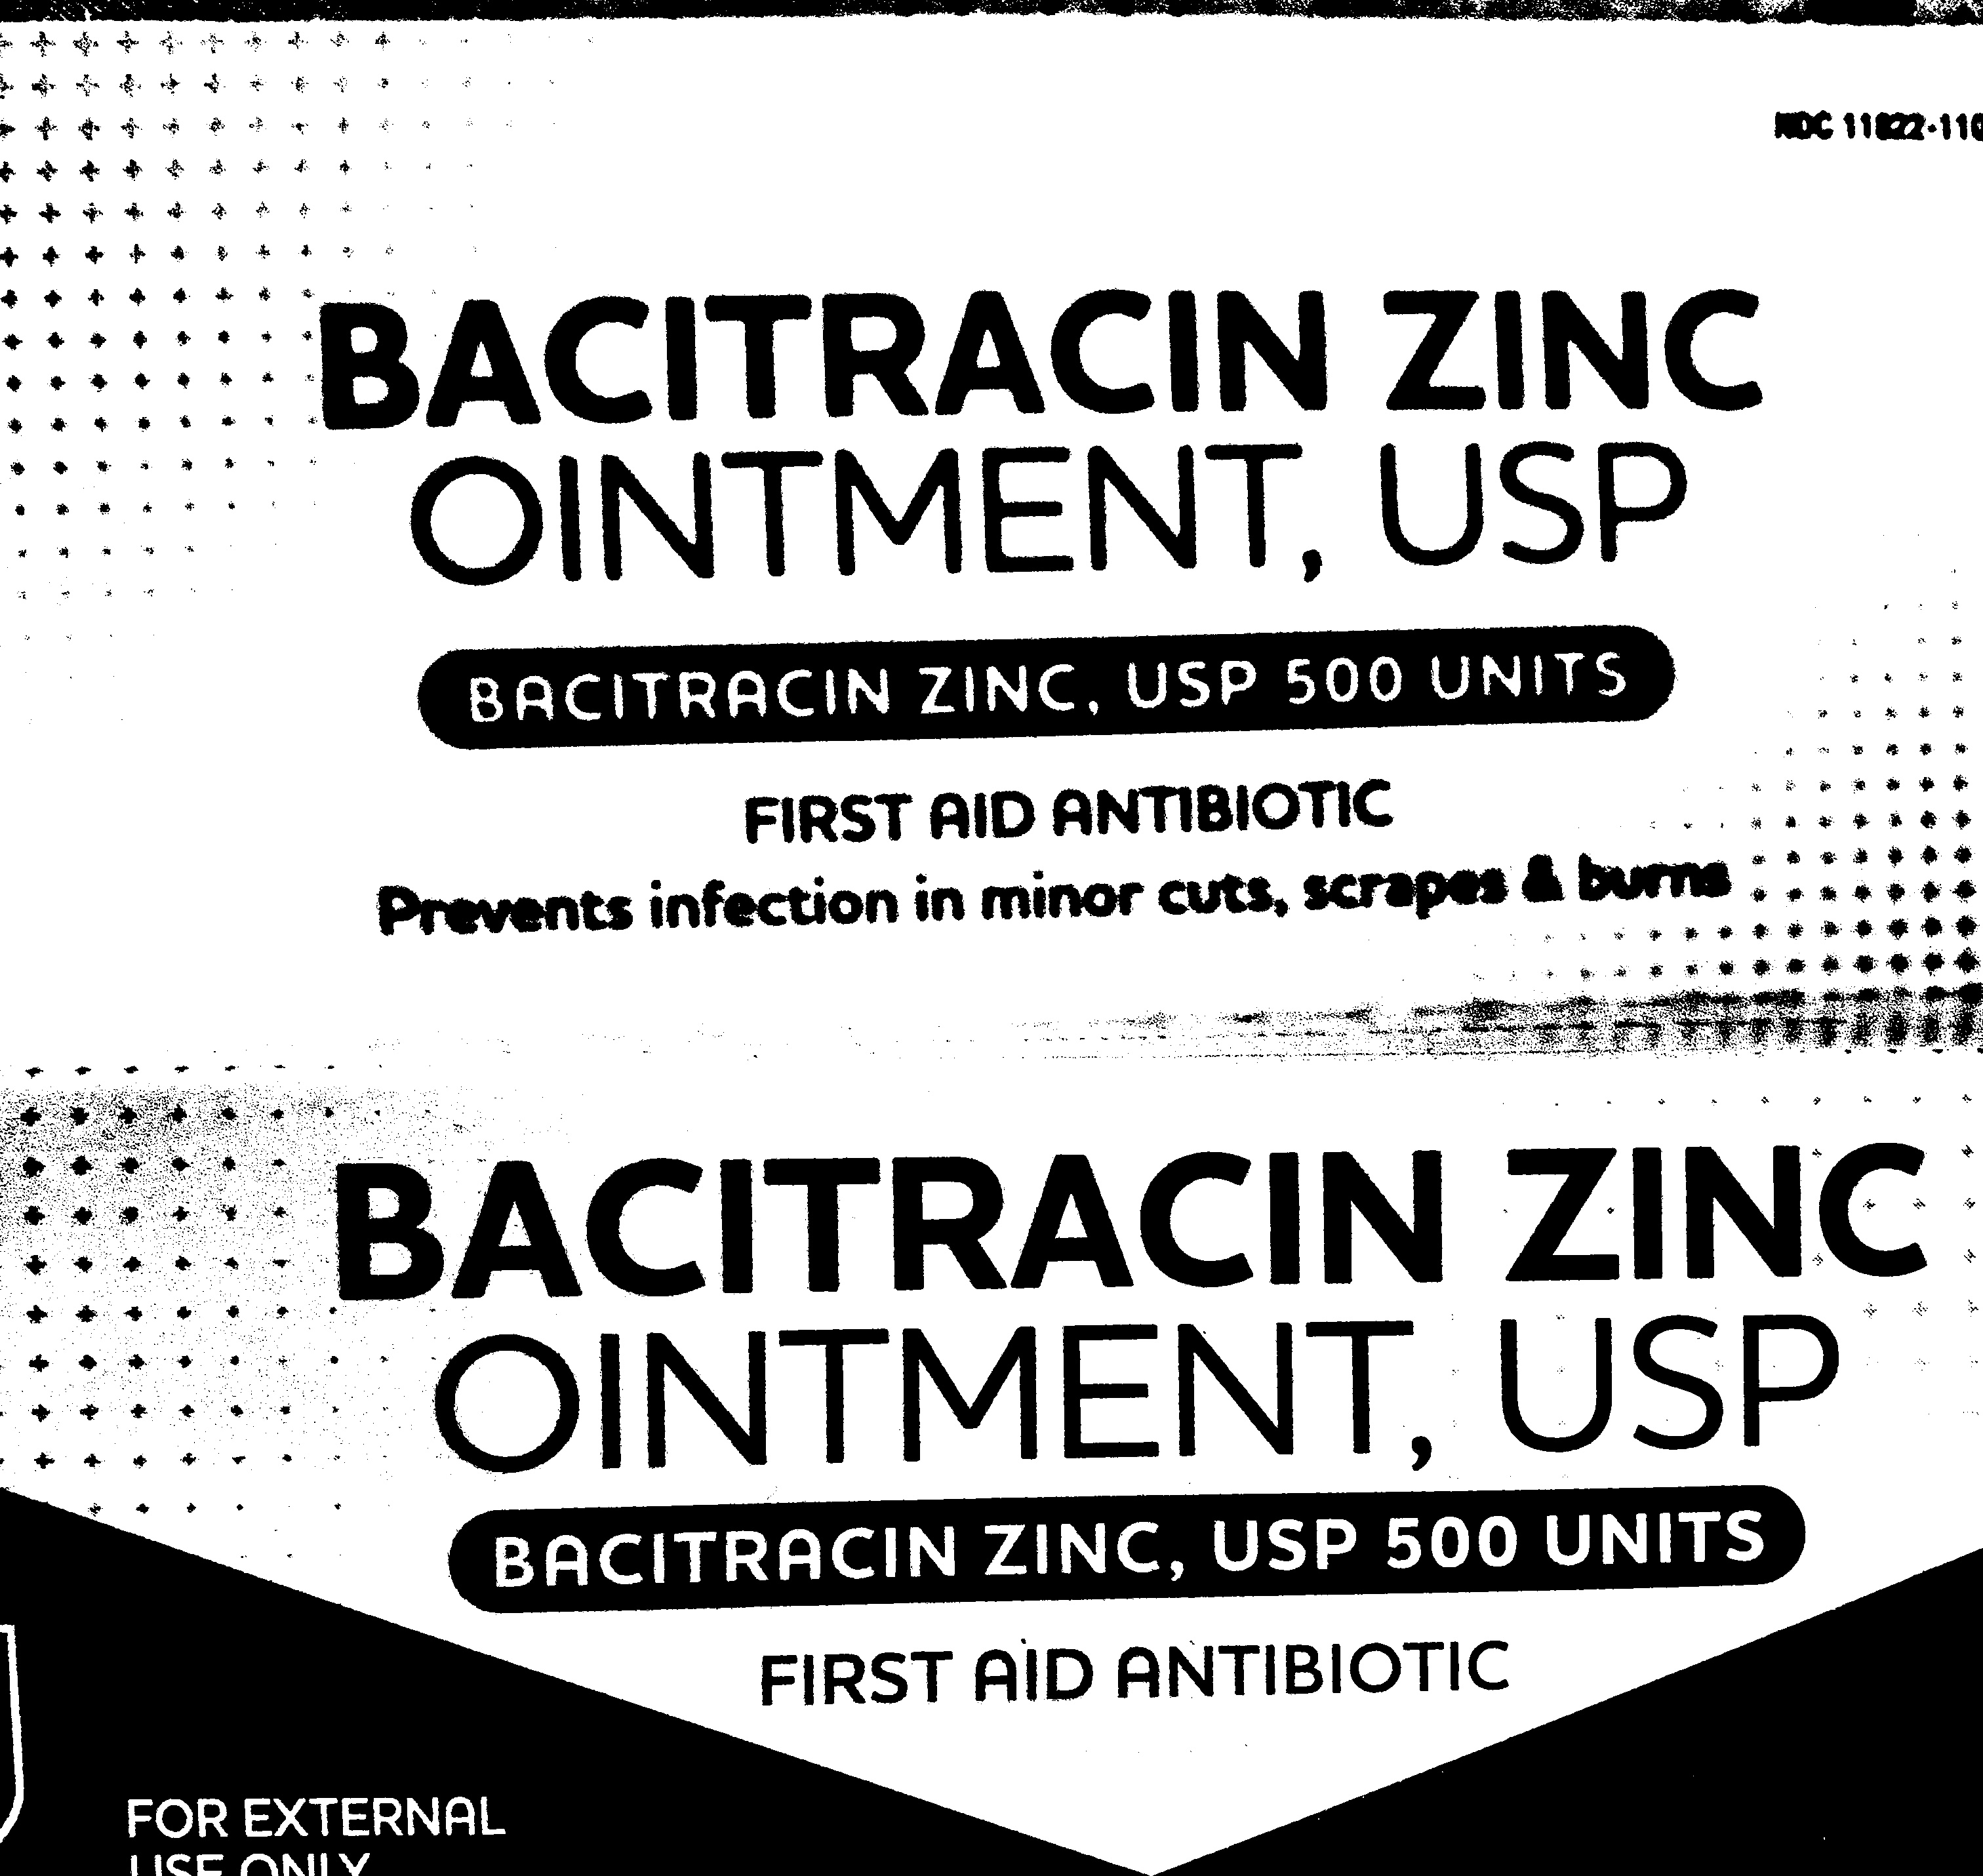 NDC 11822-110
BACITRACIN ZINC
OINTMENT, USP
BACITRACIN ZINC, USP 500 UNITS
FIRST AID ANTIBIOTIC
Prevents infection in minor cuts, scrapes & burns
BACITRACIN ZINC
OINTMENT, USP
BACITRACIN ZINC, USP 500 UNITS
FIRST AID ANTIBIOTIC
FOR EXTERNAL
USE ONLY